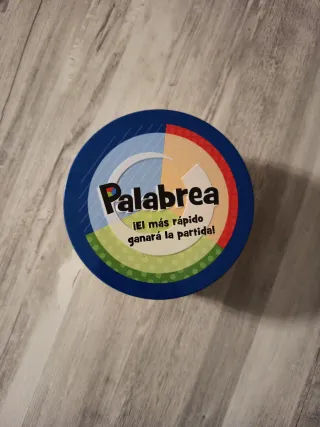 Palabrea
¡El más rápido
ganará la partida!